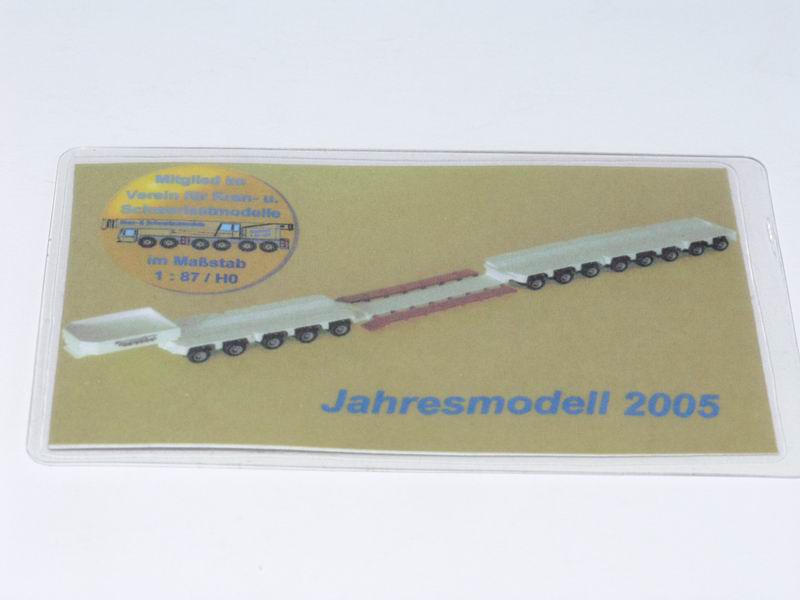 Mitglied im
Verein für Kran- u.
Schwerlastmodelle
im Maßstab
1 : 87 / H0
Jahresmodell 2005